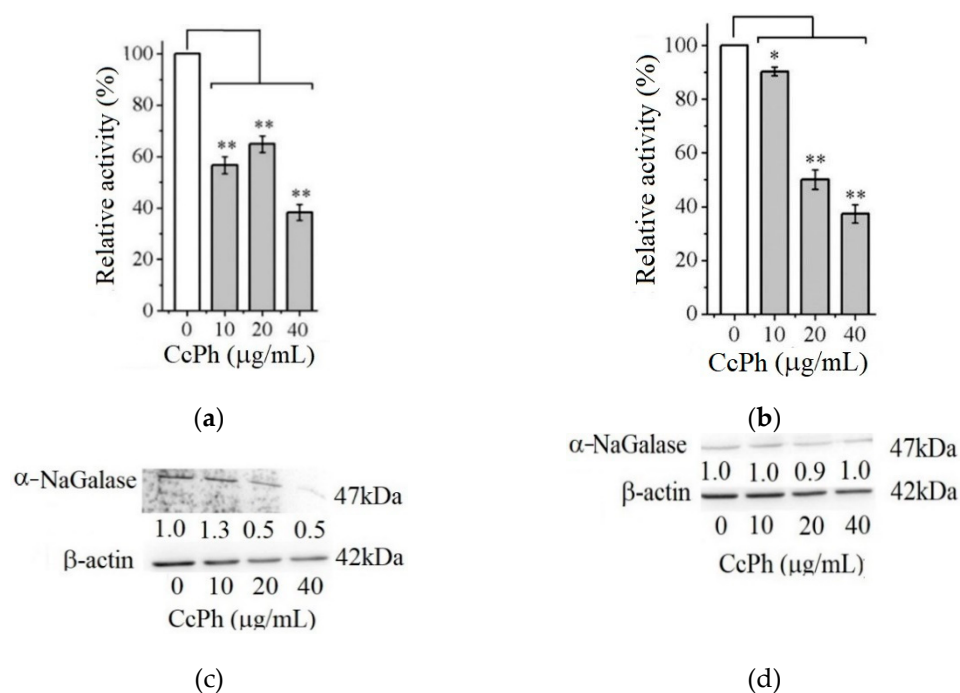 Relative activity (%)
100
80
60
40
20
0
**
**
**
0 10 20 40
CcPh (μg/mL)
(a)
Relative activity (%)
100
80
60
40
20
0
*
**
**
0 10 20 40
CcPh (μg/mL)
(b)
α-NaGalase 47kDa
1.0 1.3 0.5 0.5
β-actin 42kDa
0 10 20 40
CcPh (μg/mL)
(c)
α-NaGalase 47kDa
1.0 1.0 0.9 1.0
β-actin 42kDa
0 10 20 40
CcPh (μg/mL)
(d)